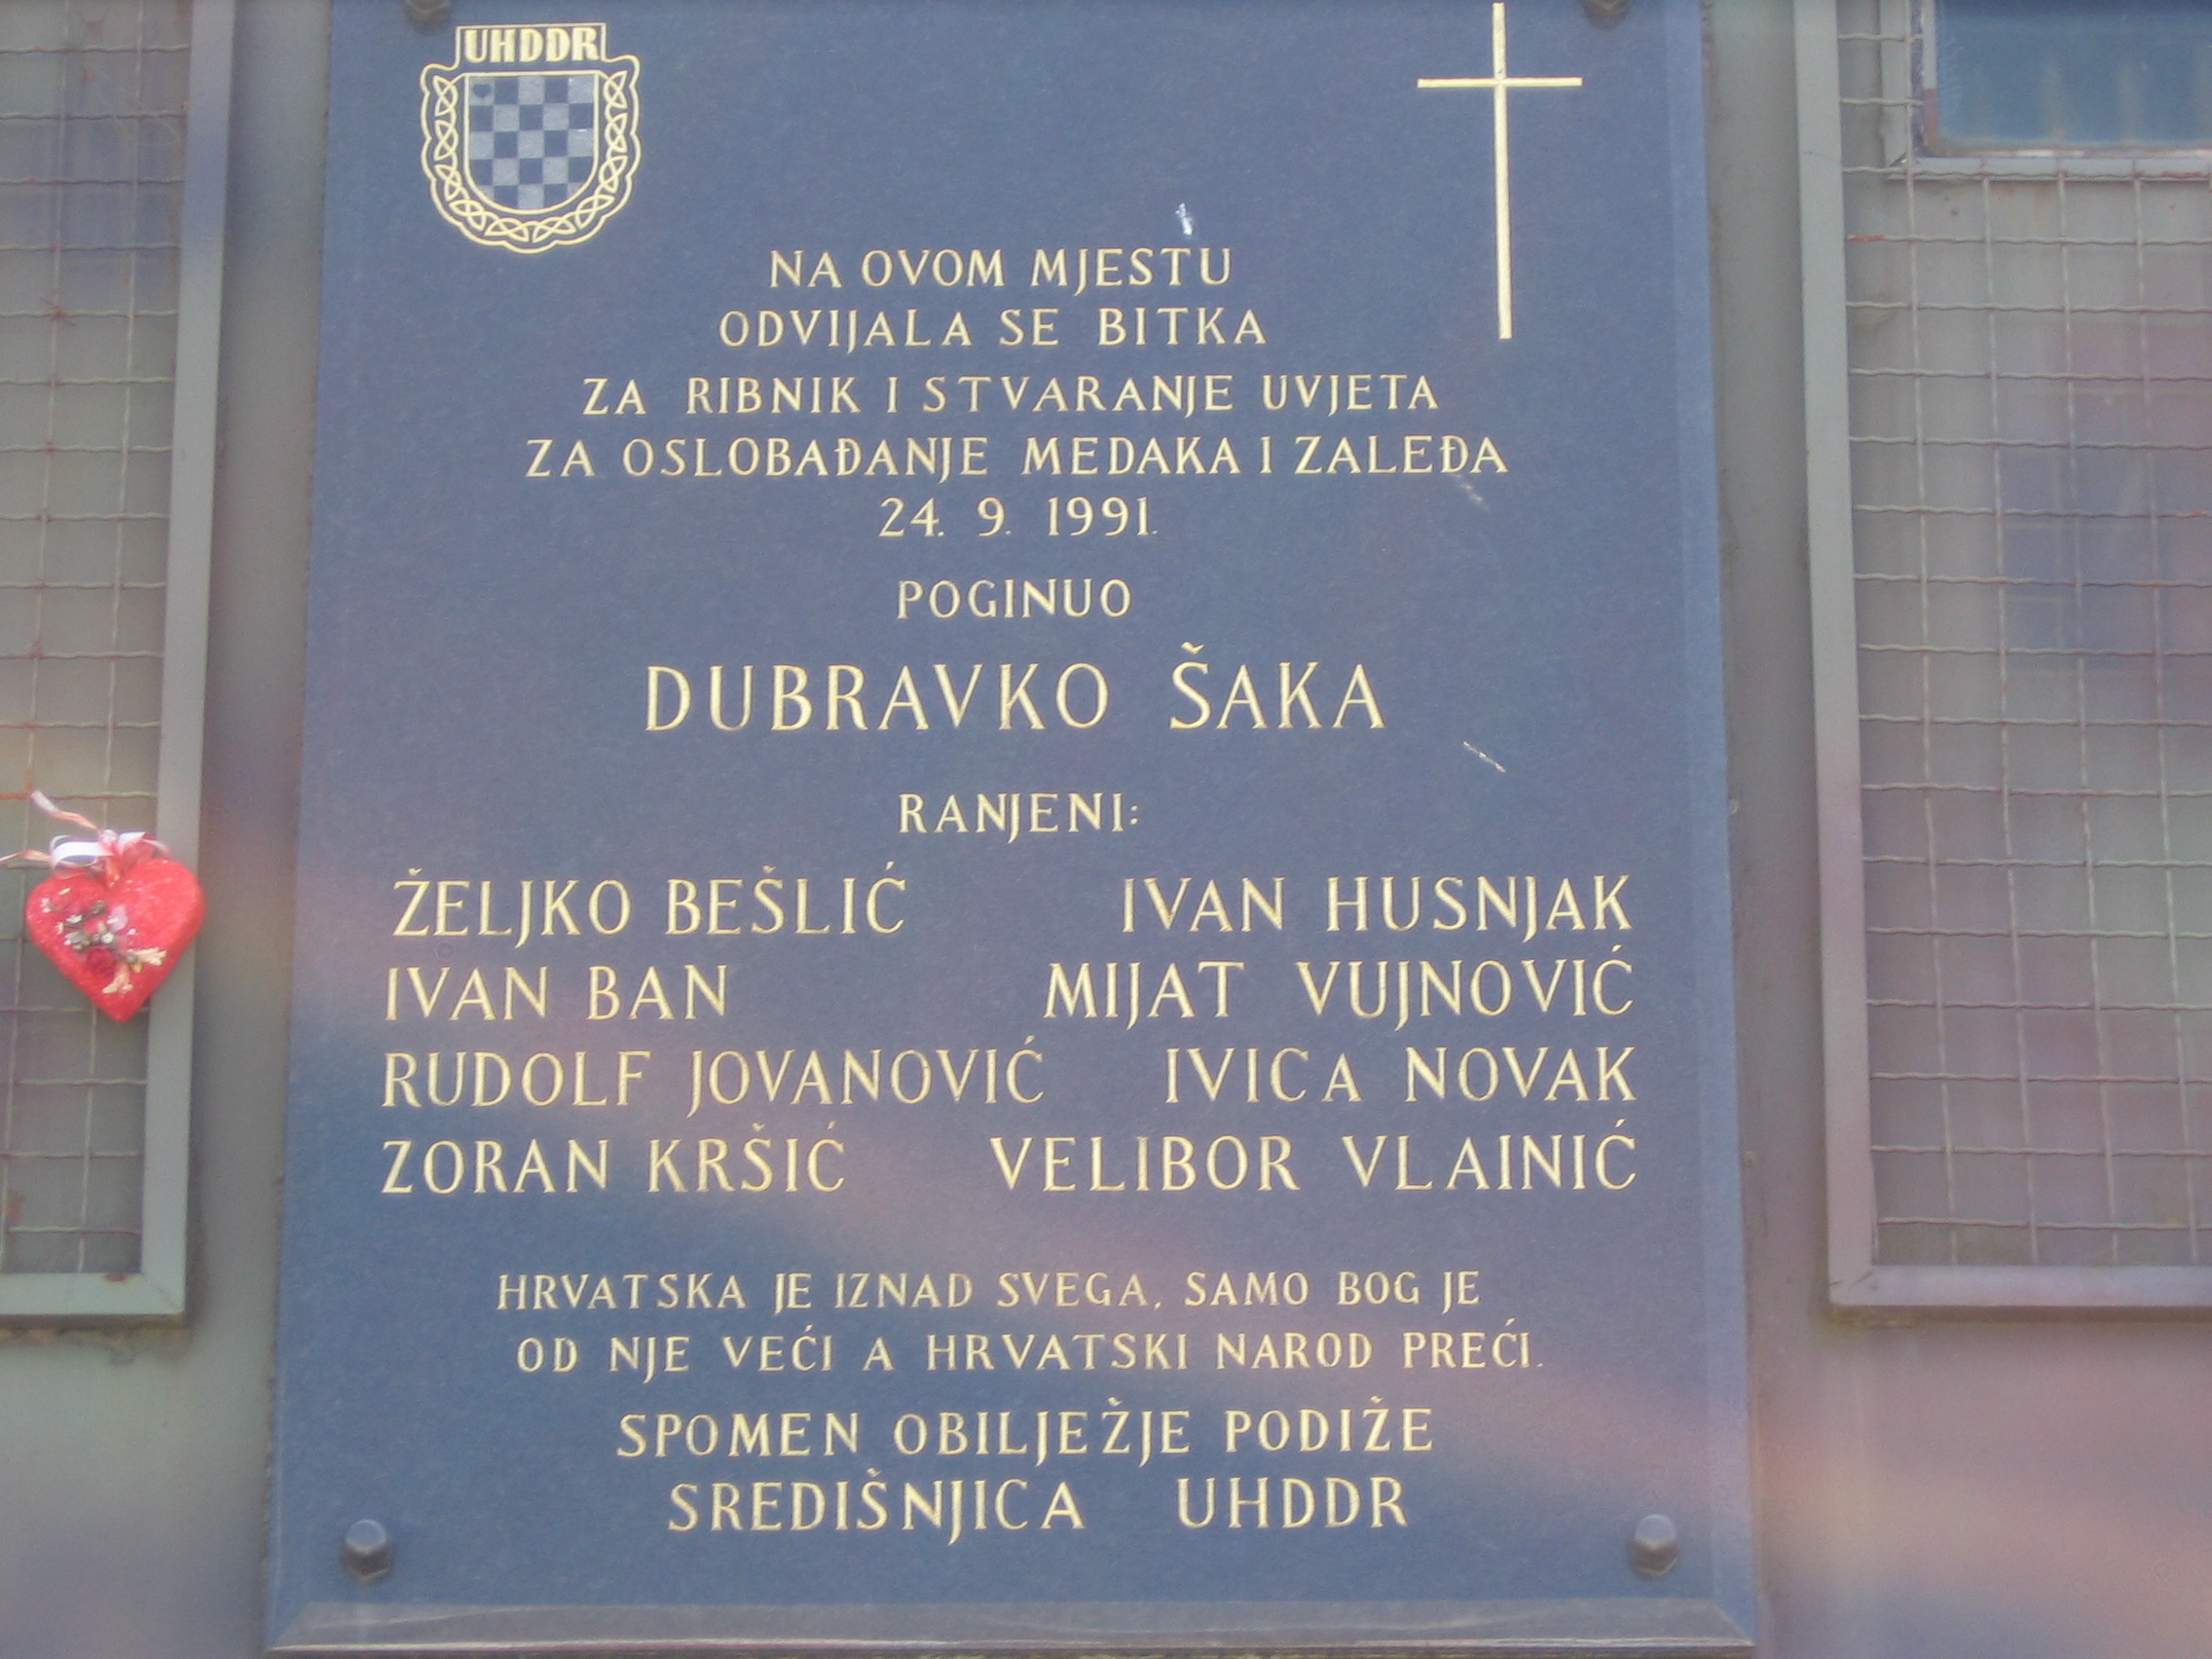 UHDDR
NA OVOM MJESTU
ODVIJALA SE BITKA
ZA RIBNIK I STVARANJE UVJETA
ZA OSLOBAĐANJE MEDAKA I ZALEĐA
24. 9. 1991.
POGINUO
DUBRAVKO ŠAKA
RANJENI:
ŽELJKO BEŠLIĆ IVAN HUSNJAK
IVAN BAN MIJAT VUJNOVIĆ
RUDOLF JOVANOVIĆ IVICA NOVAK
ZORAN KRŠIĆ VELIBOR VLAINIĆ
HRVATSKA JE IZNAD SVEGA, SAMO BOG JE
OD NJE VEĆI A HRVATSKI NAROD PREĆI.
SPOMEN OBILJEŽJE PODIŽE
SREDIŠNJICA UHDDR